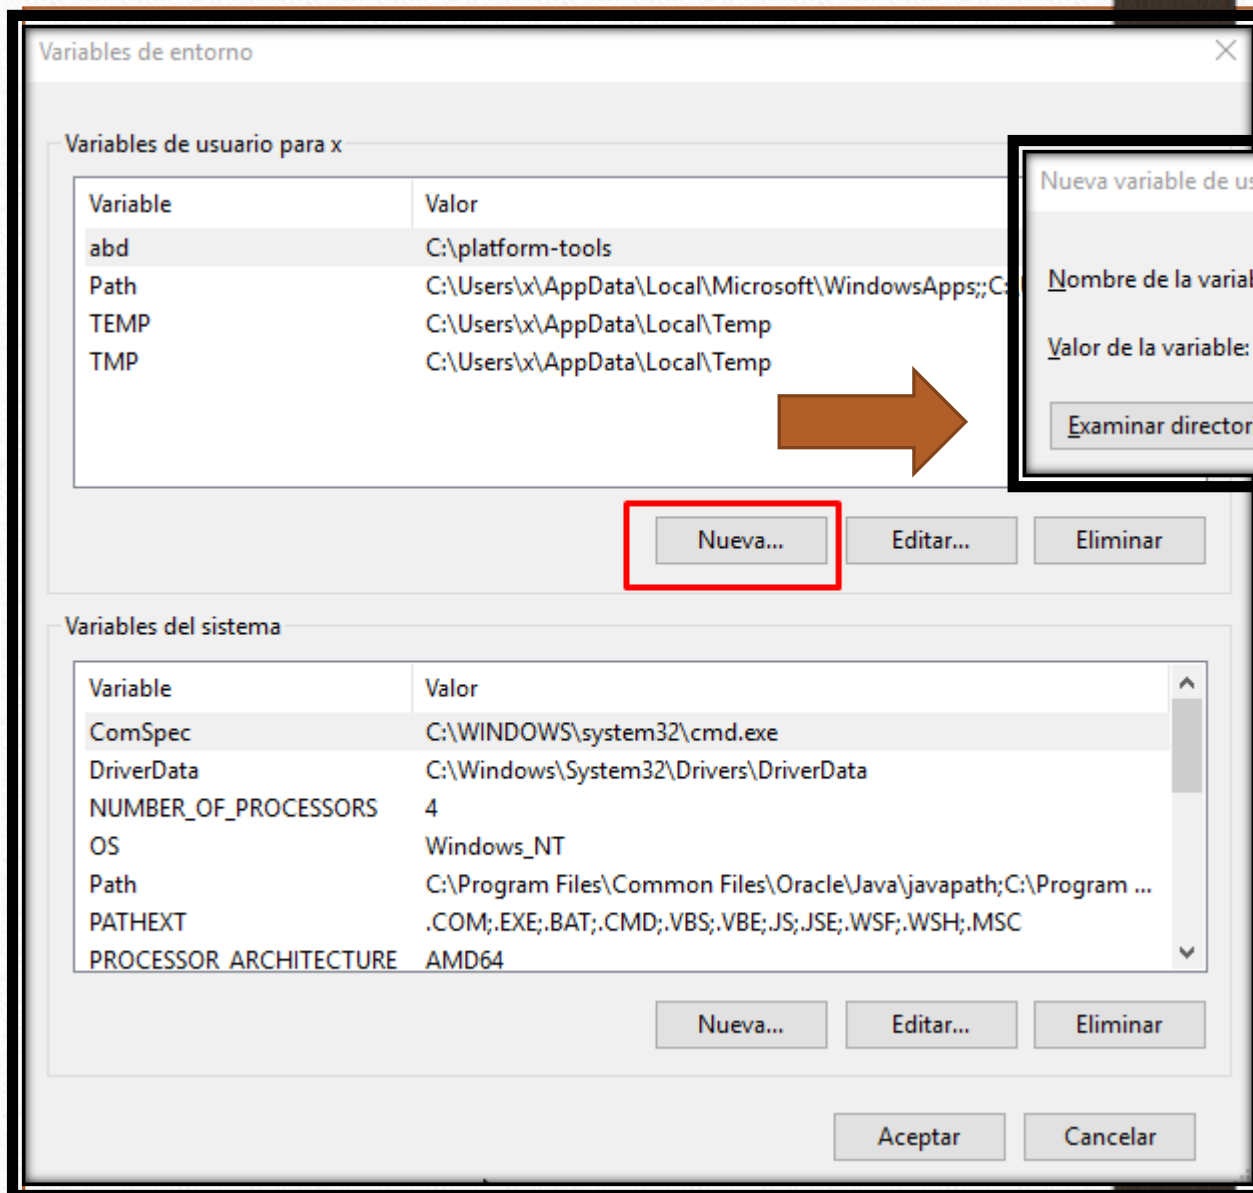 Variables de entorno
Variables de usuario para x
Variable Valor
abd C:\platform-tools
Path C:\Users\x\AppData\Local\Microsoft\WindowsApps;;C:\
TEMP C:\Users\x\AppData\Local\Temp
TMP C:\Users\x\AppData\Local\Temp
Nueva... Editar... Eliminar
Nueva variable de us
Nombre de la variab
Valor de la variable:
Examinar director
Variables del sistema
Variable Valor
ComSpec C:\WINDOWS\system32\cmd.exe
DriverData C:\Windows\System32\Drivers\DriverData
NUMBER_OF_PROCESSORS 4
OS Windows_NT
Path C:\Program Files\Common Files\Oracle\Java\javapath;C:\Program ...
PATHEXT .COM;.EXE;.BAT;.CMD;.VBS;.VBE;.JS;.JSE;.WSF;.WSH;.MSC
PROCESSOR_ARCHITECTURE AMD64
Nueva... Editar... Eliminar
Aceptar Cancelar